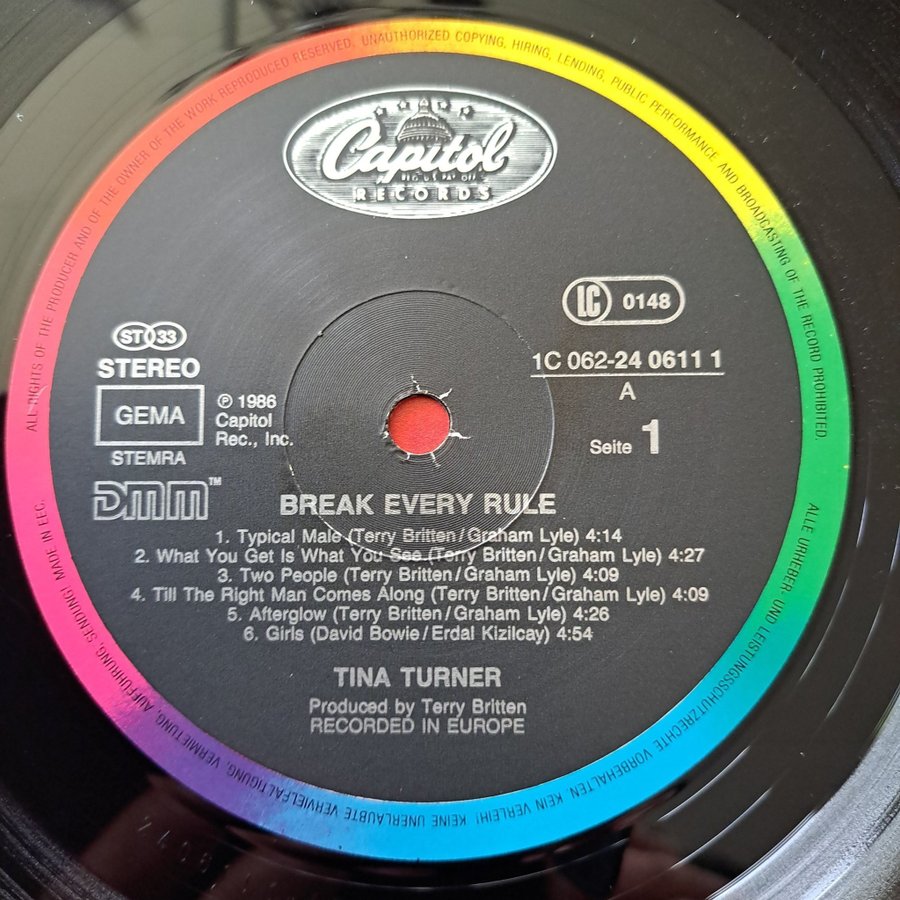 ALL RIGHTS OF THE PRODUCER AND OF THE OWNER OF THE WORK REPRODUCED RESERVED. UNAUTHORIZED COPYING, HIRING, LENDING, PUBLIC PERFORMANCE AND BROADCASTING OF THE RECORD PROHIBITED.
Capitol
REG. US. PAT. OFF.
RECORDS
LC 0148
ST 33
STEREO
GEMA
STEMRA
DMM™
℗ 1986
Capitol
Rec., Inc.
1C 062-24 0611 1
A
Seite 1
BREAK EVERY RULE
1. Typical Male (Terry Britten/Graham Lyle) 4:14
2. What You Get Is What You See (Terry Britten/Graham Lyle) 4:27
3. Two People (Terry Britten/Graham Lyle) 4:09
4. Till The Right Man Comes Along (Terry Britten/Graham Lyle) 4:09
5. Afterglow (Terry Britten/Graham Lyle) 4:26
6. Girls (David Bowie/Erdal Kizilcay) 4:54
TINA TURNER
Produced by Terry Britten
RECORDED IN EUROPE
ALLE URHEBER- UND LEISTUNGSSCHUTZRECHTE VORBEHALTEN. KEIN VERLEIH! KEINE UNERLAUBTE VERVIELFÄLTIGUNG, VERMIETUNG, AUFFÜHRUNG, SENDUNG! MADE IN EEC.